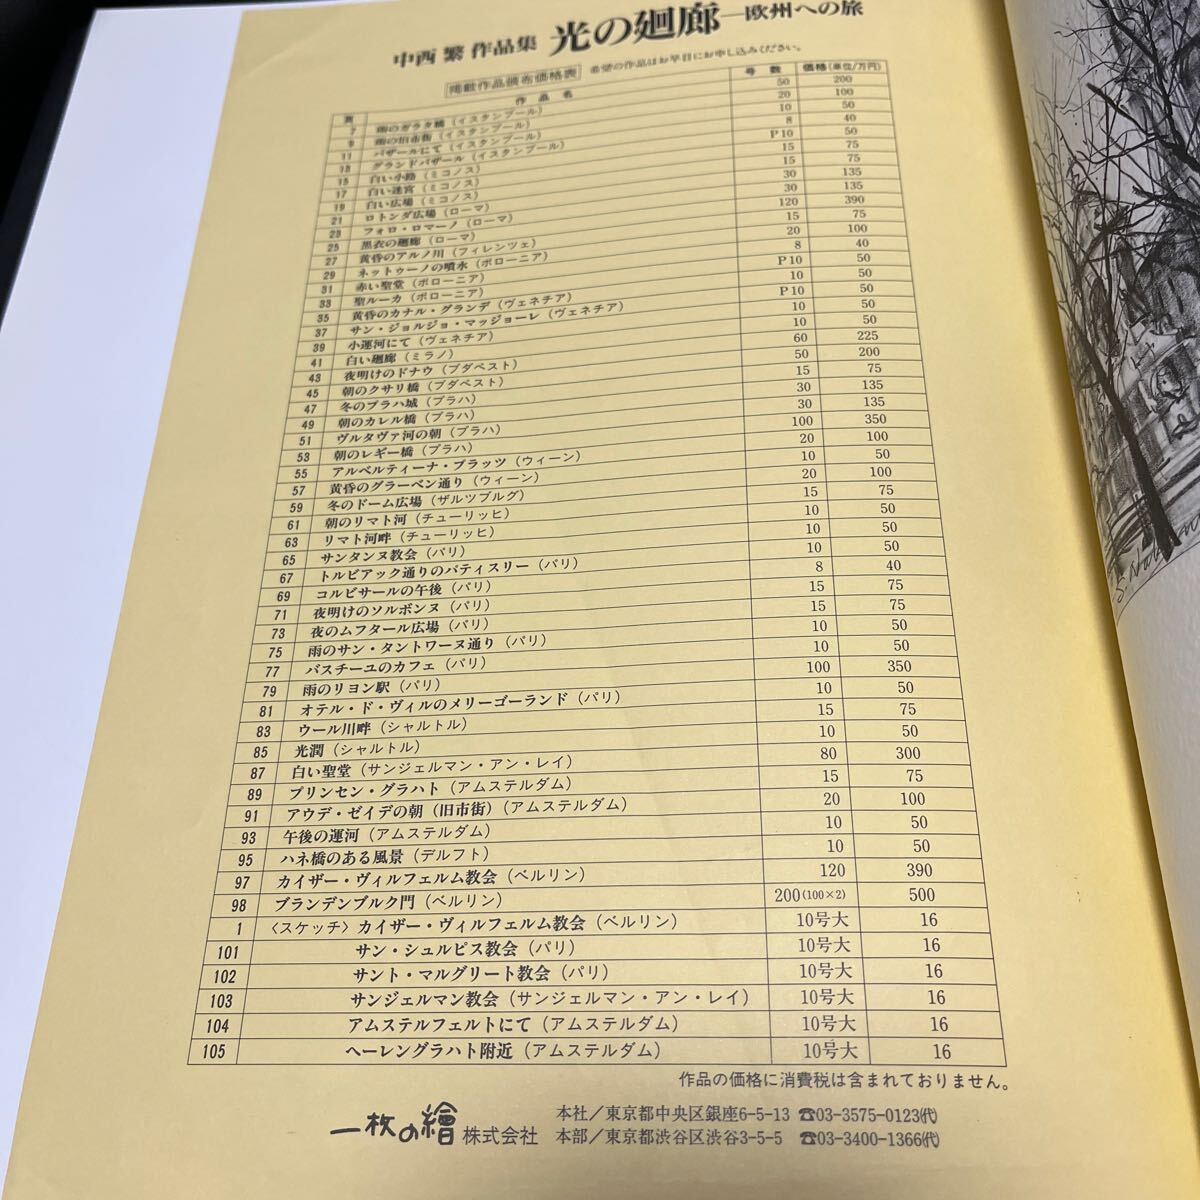 中西 繁 作品集 光の廻廊―欧州への旅
掲載作品頒布価格表 希望の作品はお早目にお申し込みください。
頁 作品名 号数 価格(単位/万円)
7 雨のガラタ橋(イスタンブール) 50 200
9 雨の旧市街(イスタンブール) 20 100
11 バザールにて(イスタンブール) 10 50
13 グランドバザール(イスタンブール) 8 40
15 白い小路(ミコノス) P10 50
17 白い迷宮(ミコノス) 15 75
19 白い広場(ミコノス) 15 75
21 ロトンダ広場(ローマ) 30 135
23 フォロ・ロマーノ(ローマ) 30 135
25 黒衣の廻廊(ローマ) 120 390
27 黄昏のアルノ川(フィレンツェ) 15 75
29 ネットゥーノの噴水(ボローニア) 20 100
31 赤い聖堂(ボローニア) 8 40
33 聖ルーカ(ボローニア) P10 50
35 黄昏のカナル・グランデ(ヴェネチア) 10 50
37 サン・ジョルジョ・マッジョーレ(ヴェネチア) P10 50
39 小運河にて(ヴェネチア) 10 50
41 白い廻廊(ミラノ) 10 50
43 夜明けのドナウ(ブダペスト) 60 225
45 朝のクサリ橋(ブダペスト) 50 200
47 冬のプラハ城(プラハ) 15 75
49 朝のカレル橋(プラハ) 30 135
51 ヴルタヴァ河の朝(プラハ) 30 135
53 朝のレギー橋(プラハ) 100 350
55 アルベルティーナ・プラッツ(ウィーン) 20 100
57 黄昏のグラーベン通り(ウィーン) 10 50
59 冬のドーム広場(ザルツブルグ) 20 100
61 朝のリマト河(チューリッヒ) 15 75
63 リマト河畔(チューリッヒ) 10 50
65 サンタンヌ教会(パリ) 10 50
67 トルビアック通りのパティスリー(パリ) 10 50
69 コルビサールの午後(パリ) 8 40
71 夜明けのソルボンヌ(パリ) 15 75
73 夜のムフタール広場(パリ) 15 75
75 雨のサン・タントワーヌ通り(パリ) 10 50
77 バスチーユのカフェ(パリ) 10 50
79 雨のリヨン駅(パリ) 100 350
81 オテル・ド・ヴィルのメリーゴーランド(パリ) 10 50
83 ウール川畔(シャルトル) 15 75
85 光潤(シャルトル) 10 50
87 白い聖堂(サンジェルマン・アン・レイ) 80 300
89 プリンセン・グラハト(アムステルダム) 15 75
91 アウデ・ゼイデの朝(旧市街)(アムステルダム) 20 100
93 午後の運河(アムステルダム) 10 50
95 ハネ橋のある風景(デルフト) 10 50
97 カイザー・ヴィルフェルム教会(ベルリン) 120 390
98 ブランデンブルク門(ベルリン) 200(100×2) 500
1 〈スケッチ〉カイザー・ヴィルフェルム教会(ベルリン) 10号大 16
101 サン・シュルピス教会(パリ) 10号大 16
102 サント・マルグリート教会(パリ) 10号大 16
103 サンジェルマン教会(サンジェルマン・アン・レイ) 10号大 16
104 アムステルフェルトにて(アムステルダム) 10号大 16
105 ヘーレングラハト附近(アムステルダム) 10号大 16
作品の価格に消費税は含まれておりません。
一枚の繪 株式会社
本社/東京都中央区銀座6-5-13 ☎03-3575-0123(代)
本部/東京都渋谷区渋谷3-5-5 ☎03-3400-1366(代)